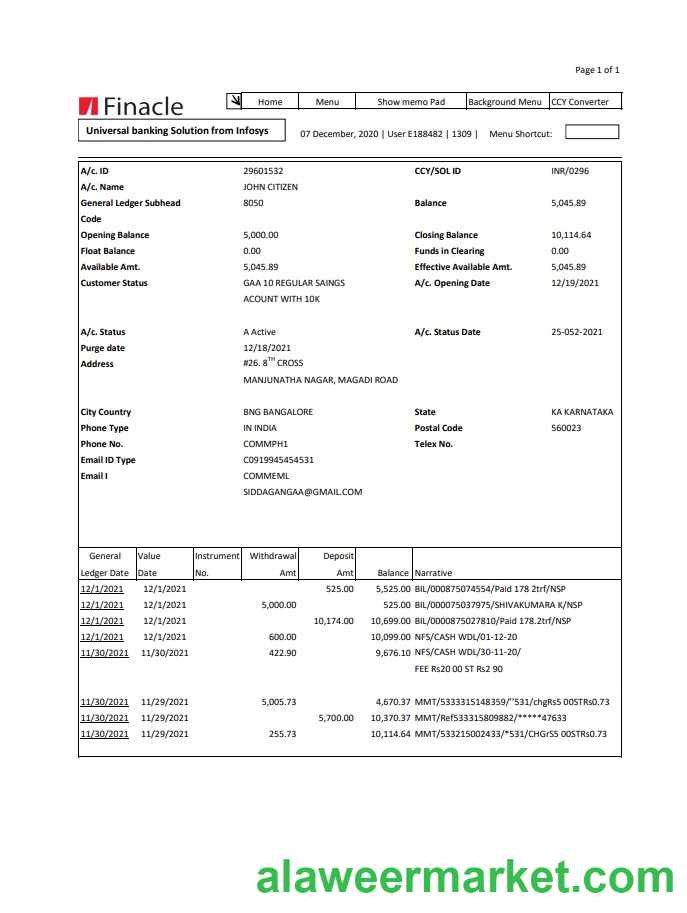 Page 1 of 1
Finacle
Home Menu Show memo Pad Background Menu CCY Converter
Universal banking Solution from Infosys
07 December, 2020 | User E188482 | 1309 | Menu Shortcut:
A/c. ID 29601532 CCY/SOL ID INR/0296
A/c. Name JOHN CITIZEN
General Ledger Subhead 8050 Balance 5,045.89
Code
Opening Balance 5,000.00 Closing Balance 10,114.64
Float Balance 0.00 Funds in Clearing 0.00
Available Amt. 5,045.89 Effective Available Amt. 5,045.89
Customer Status GAA 10 REGULAR SAINGS A/c. Opening Date 12/19/2021
ACOUNT WITH 10K
A/c. Status A Active A/c. Status Date 25-052-2021
Purge date 12/18/2021
Address #26. 8TH CROSS
MANJUNATHA NAGAR, MAGADI ROAD
City Country BNG BANGALORE State KA KARNATAKA
Phone Type IN INDIA Postal Code 560023
Phone No. COMMPH1 Telex No.
Email ID Type C0919945454531
Email I COMMEML
SIDDAGANGAA@GMAIL.COM
General Value Instrument Withdrawal Deposit
Ledger Date Date No. Amt Amt Balance Narrative
12/1/2021 12/1/2021 525.00 5,525.00 BIL/000875074554/Paid 178 2trf/NSP
12/1/2021 12/1/2021 5,000.00 525.00 BIL/000075037975/SHIVAKUMARA K/NSP
12/1/2021 12/1/2021 10,174.00 10,699.00 BIL/0000875027810/Paid 178.2trf/NSP
12/1/2021 12/1/2021 600.00 10,099.00 NFS/CASH WDL/01-12-20
11/30/2021 11/30/2021 422.90 9,676.10 NFS/CASH WDL/30-11-20/
FEE Rs20 00 ST Rs2 90
11/30/2021 11/29/2021 5,005.73 4,670.37 MMT/5333315148359/''531/chgRs5 00STRs0.73
11/30/2021 11/29/2021 5,700.00 10,370.37 MMT/Ref533315809882/*****47633
11/30/2021 11/29/2021 255.73 10,114.64 MMT/533215002433/*531/CHGrS5 00STRs0.73
alaweermarket.com